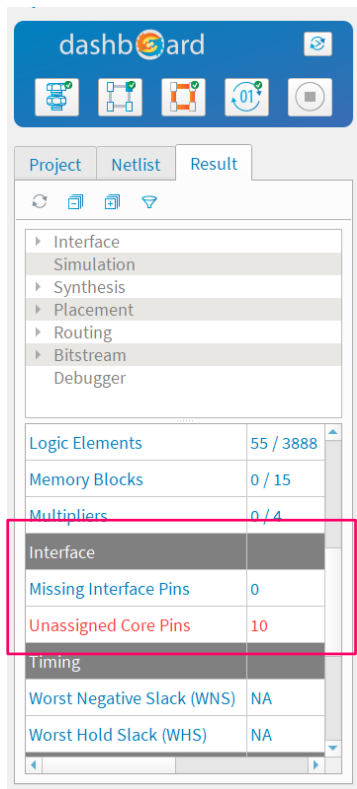 dashboard
01
Project Netlist Result
Interface
Simulation
Synthesis
Placement
Routing
Bitstream
Debugger
Logic Elements 55 / 3888
Memory Blocks 0 / 15
Multipliers 0 / 4
Interface
Missing Interface Pins 0
Unassigned Core Pins 10
Timing
Worst Negative Slack (WNS) NA
Worst Hold Slack (WHS) NA